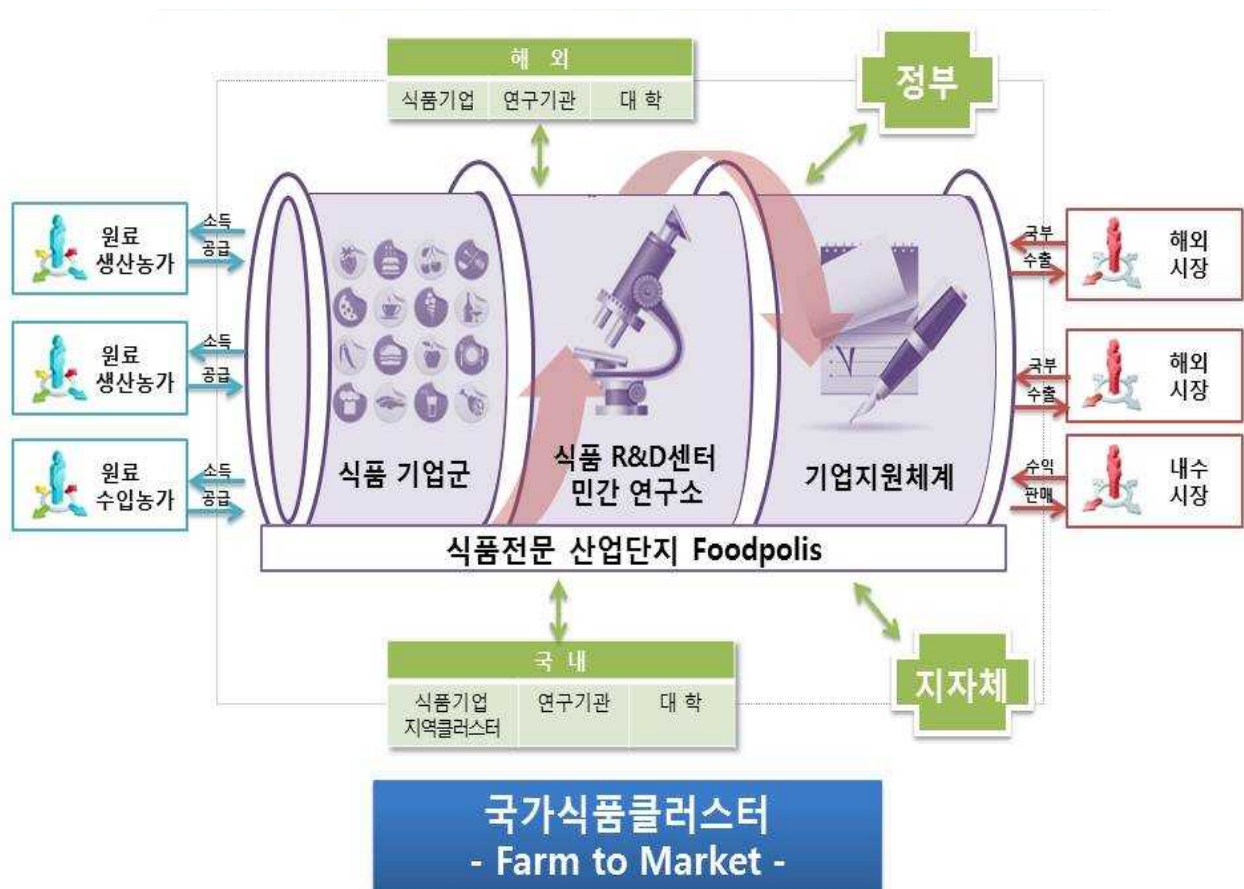 해 외
식품기업 연구기관 대 학
정부
원료
생산농가
소득
공급
원료
생산농가
소득
공급
원료
수입농가
소득
공급
식품 기업군
식품 R&D센터
민간 연구소
기업지원체계
국부
수출
해외
시장
국부
수출
해외
시장
수익
판매
내수
시장
식품전문 산업단지 Foodpolis
국 내
식품기업
지역클러스터
연구기관
대 학
지자체
국가식품클러스터
- Farm to Market -